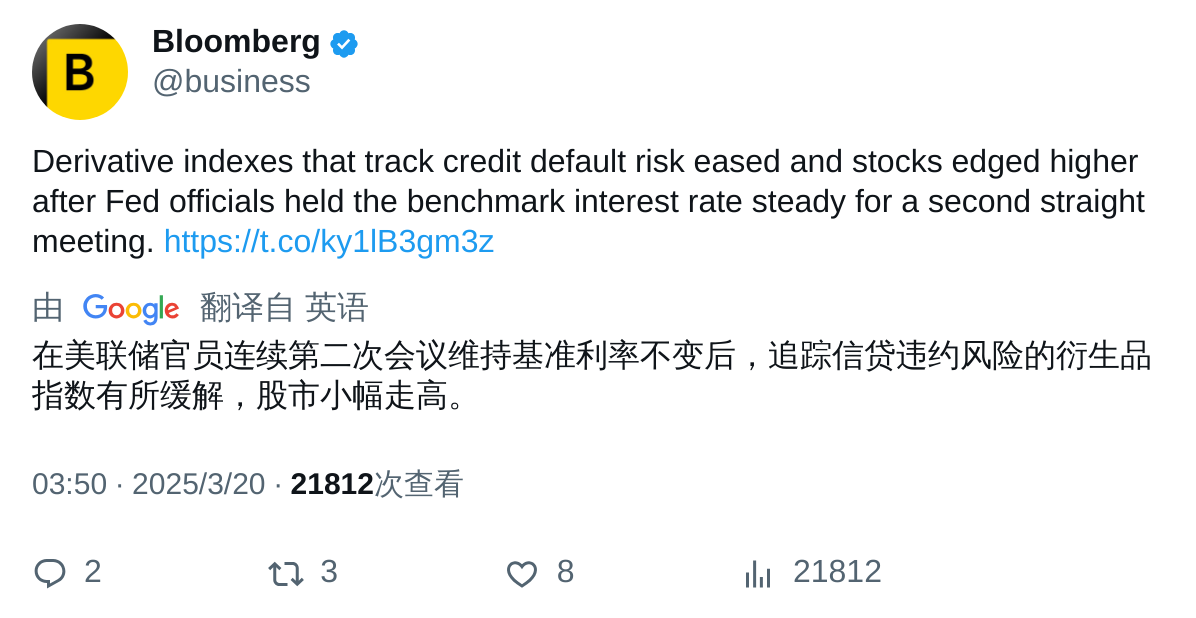 B
Bloomberg
@business
Derivative indexes that track credit default risk eased and stocks edged higher
after Fed officials held the benchmark interest rate steady for a second straight
meeting. https://t.co/ky1lB3gm3z
由 Google 翻译自 英语
在美联储官员连续第二次会议维持基准利率不变后，追踪信贷违约风险的衍生品
指数有所缓解，股市小幅走高。
03:50 · 2025/3/20 · 21812次查看
2 3 8 21812